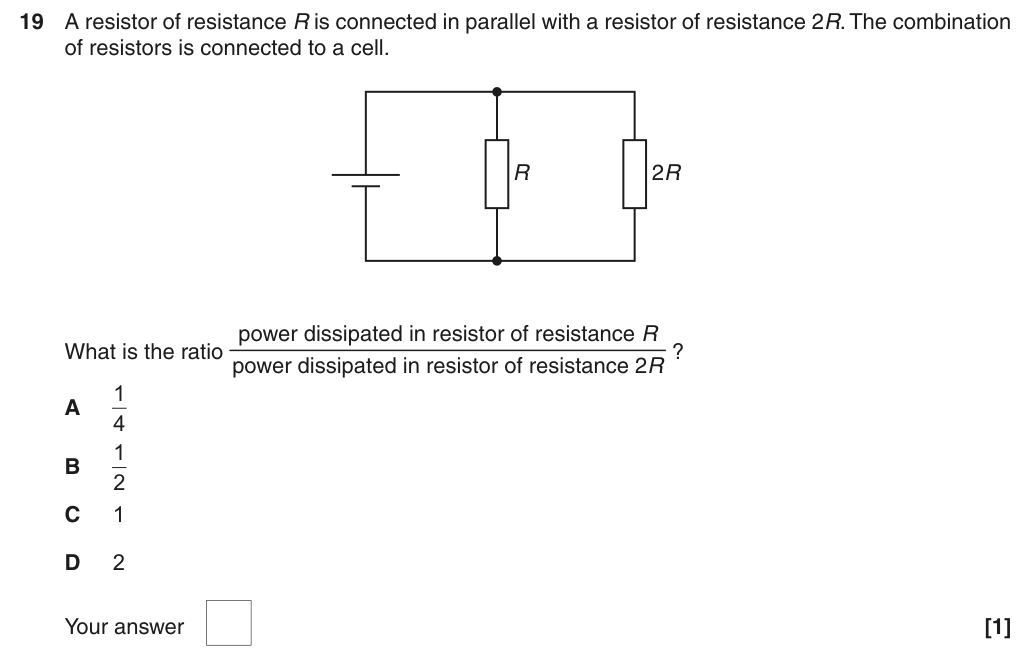 19 A resistor of resistance R is connected in parallel with a resistor of resistance 2R. The combination
of resistors is connected to a cell.
R
2R
What is the ratio power dissipated in resistor of resistance R
power dissipated in resistor of resistance 2R ?
A 1
4
B 1
2
C 1
D 2
Your answer [1]